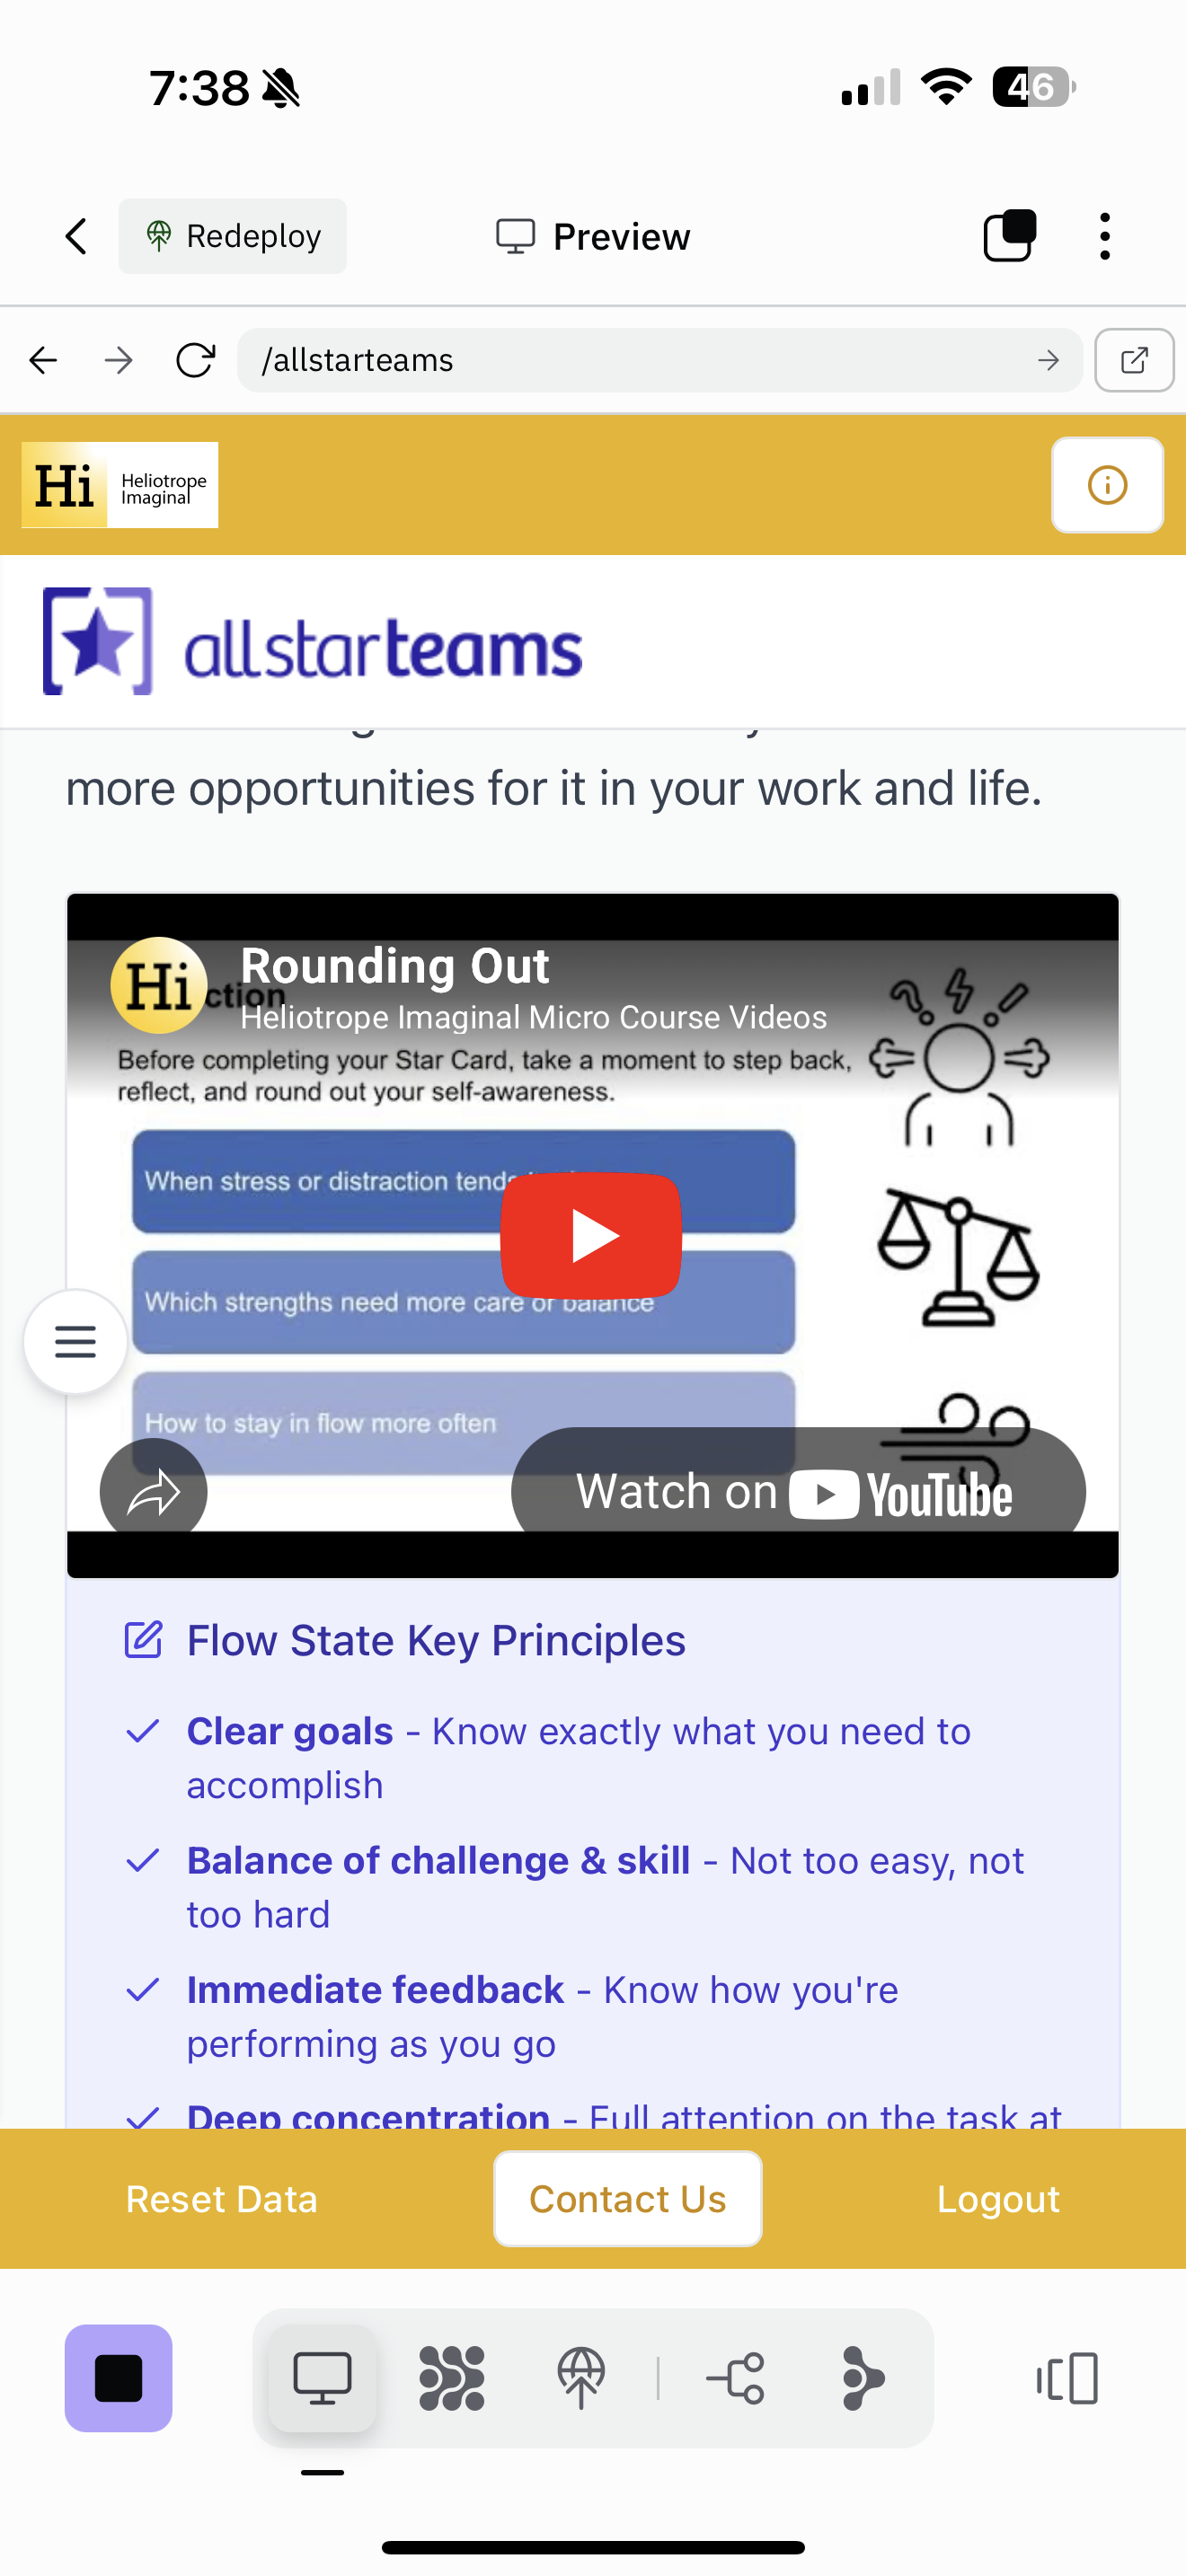 7:38
46
Redeploy
Preview
/allstarteams
Hi
Heliotrope
Imaginal
allstarteams
more opportunities for it in your work and life.
Hi
Rounding Out
Heliotrope Imaginal Micro Course Videos
Before completing your Star Card, take a moment to step back,
reflect, and round out your self-awareness.
When stress or distraction tends
Which strengths need more care or balance
How to stay in flow more often
Watch on YouTube
Flow State Key Principles
Clear goals - Know exactly what you need to
accomplish
Balance of challenge & skill - Not too easy, not
too hard
Immediate feedback - Know how you're
performing as you go
Deep concentration - Full attention on the task at
Reset Data
Contact Us
Logout